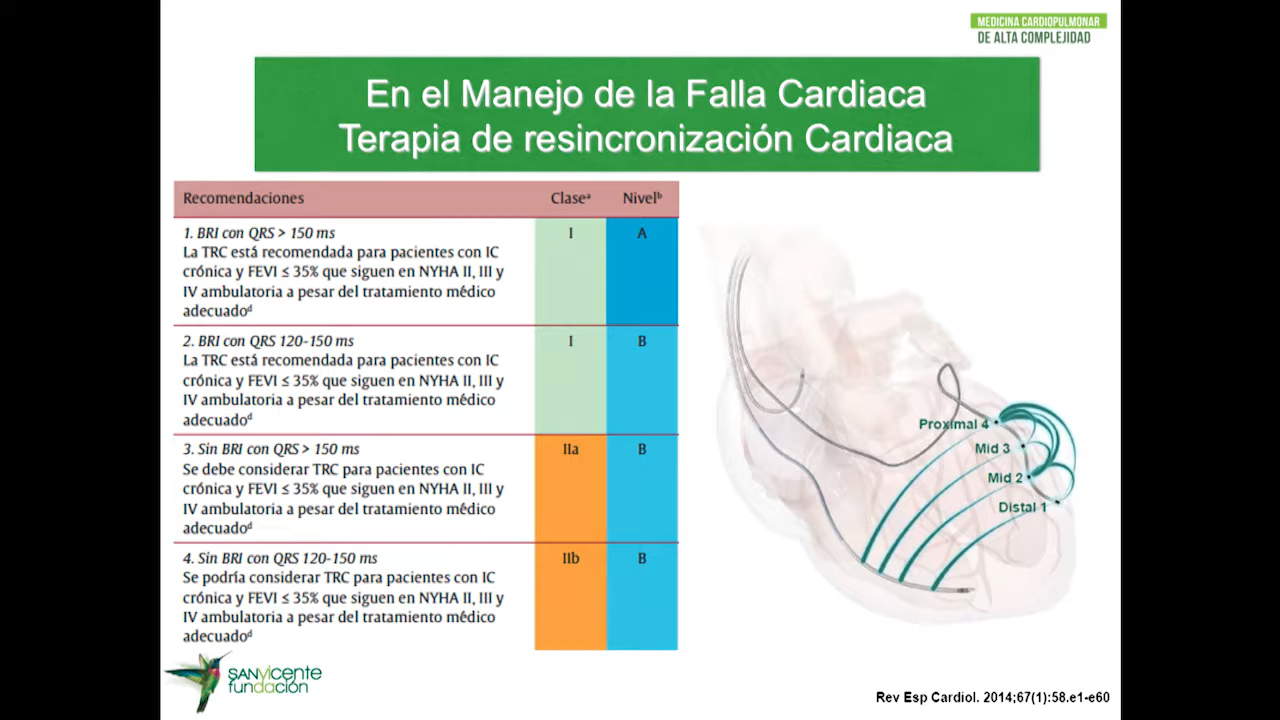 MEDICINA CARDIOPULMONAR
DE ALTA COMPLEJIDAD
En el Manejo de la Falla Cardiaca
Terapia de resincronización Cardiaca
Recomendaciones Claseᵃ Nivelᵇ
1. BRI con QRS > 150 ms I A
La TRC está recomendada para pacientes con IC
crónica y FEVI ≤ 35% que siguen en NYHA II, III y
IV ambulatoria a pesar del tratamiento médico
adecuadoᵈ
2. BRI con QRS 120-150 ms I B
La TRC está recomendada para pacientes con IC
crónica y FEVI ≤ 35% que siguen en NYHA II, III y
IV ambulatoria a pesar del tratamiento médico
adecuadoᵈ
3. Sin BRI con QRS > 150 ms IIa B
Se debe considerar TRC para pacientes con IC
crónica y FEVI ≤ 35% que siguen en NYHA II, III y
IV ambulatoria a pesar del tratamiento médico
adecuadoᵈ
4. Sin BRI con QRS 120-150 ms IIb B
Se podría considerar TRC para pacientes con IC
crónica y FEVI ≤ 35% que siguen en NYHA II, III y
IV ambulatoria a pesar del tratamiento médico
adecuadoᵈ
Proximal 4
Mid 3
Mid 2
Distal 1
SANVICENTE
fundación
Rev Esp Cardiol. 2014;67(1):58.e1-e60